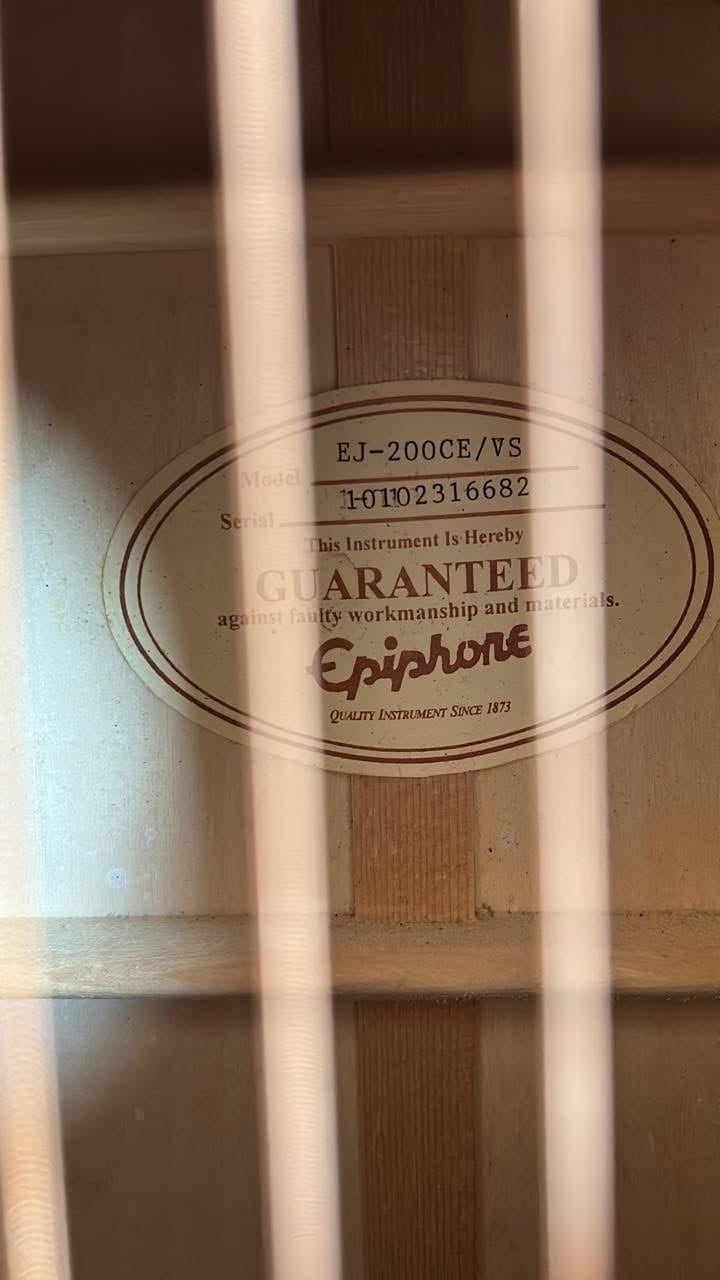 Model EJ-200CE/VS
Serial 10102316682
This Instrument Is Hereby
GUARANTEED
against faulty workmanship and materials.
Epiphone
QUALITY INSTRUMENT SINCE 1873